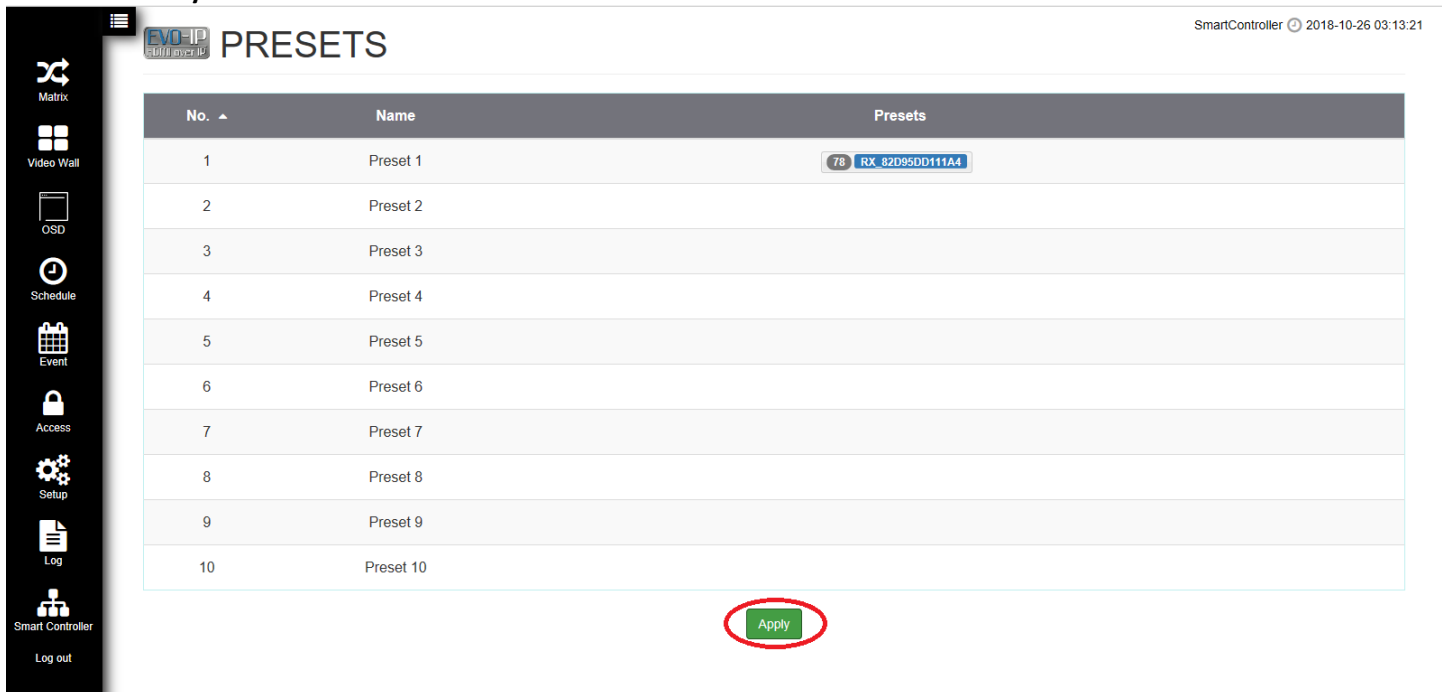 SmartController 2018-10-26 03:13:21
EVO-IP
PRESETS
Matrix
Video Wall
OSD
Schedule
Event
Access
Setup
Log
Smart Controller
Log out
No. Name Presets
1 Preset 1 78 RX_82D95DD111A4
2 Preset 2
3 Preset 3
4 Preset 4
5 Preset 5
6 Preset 6
7 Preset 7
8 Preset 8
9 Preset 9
10 Preset 10
Apply